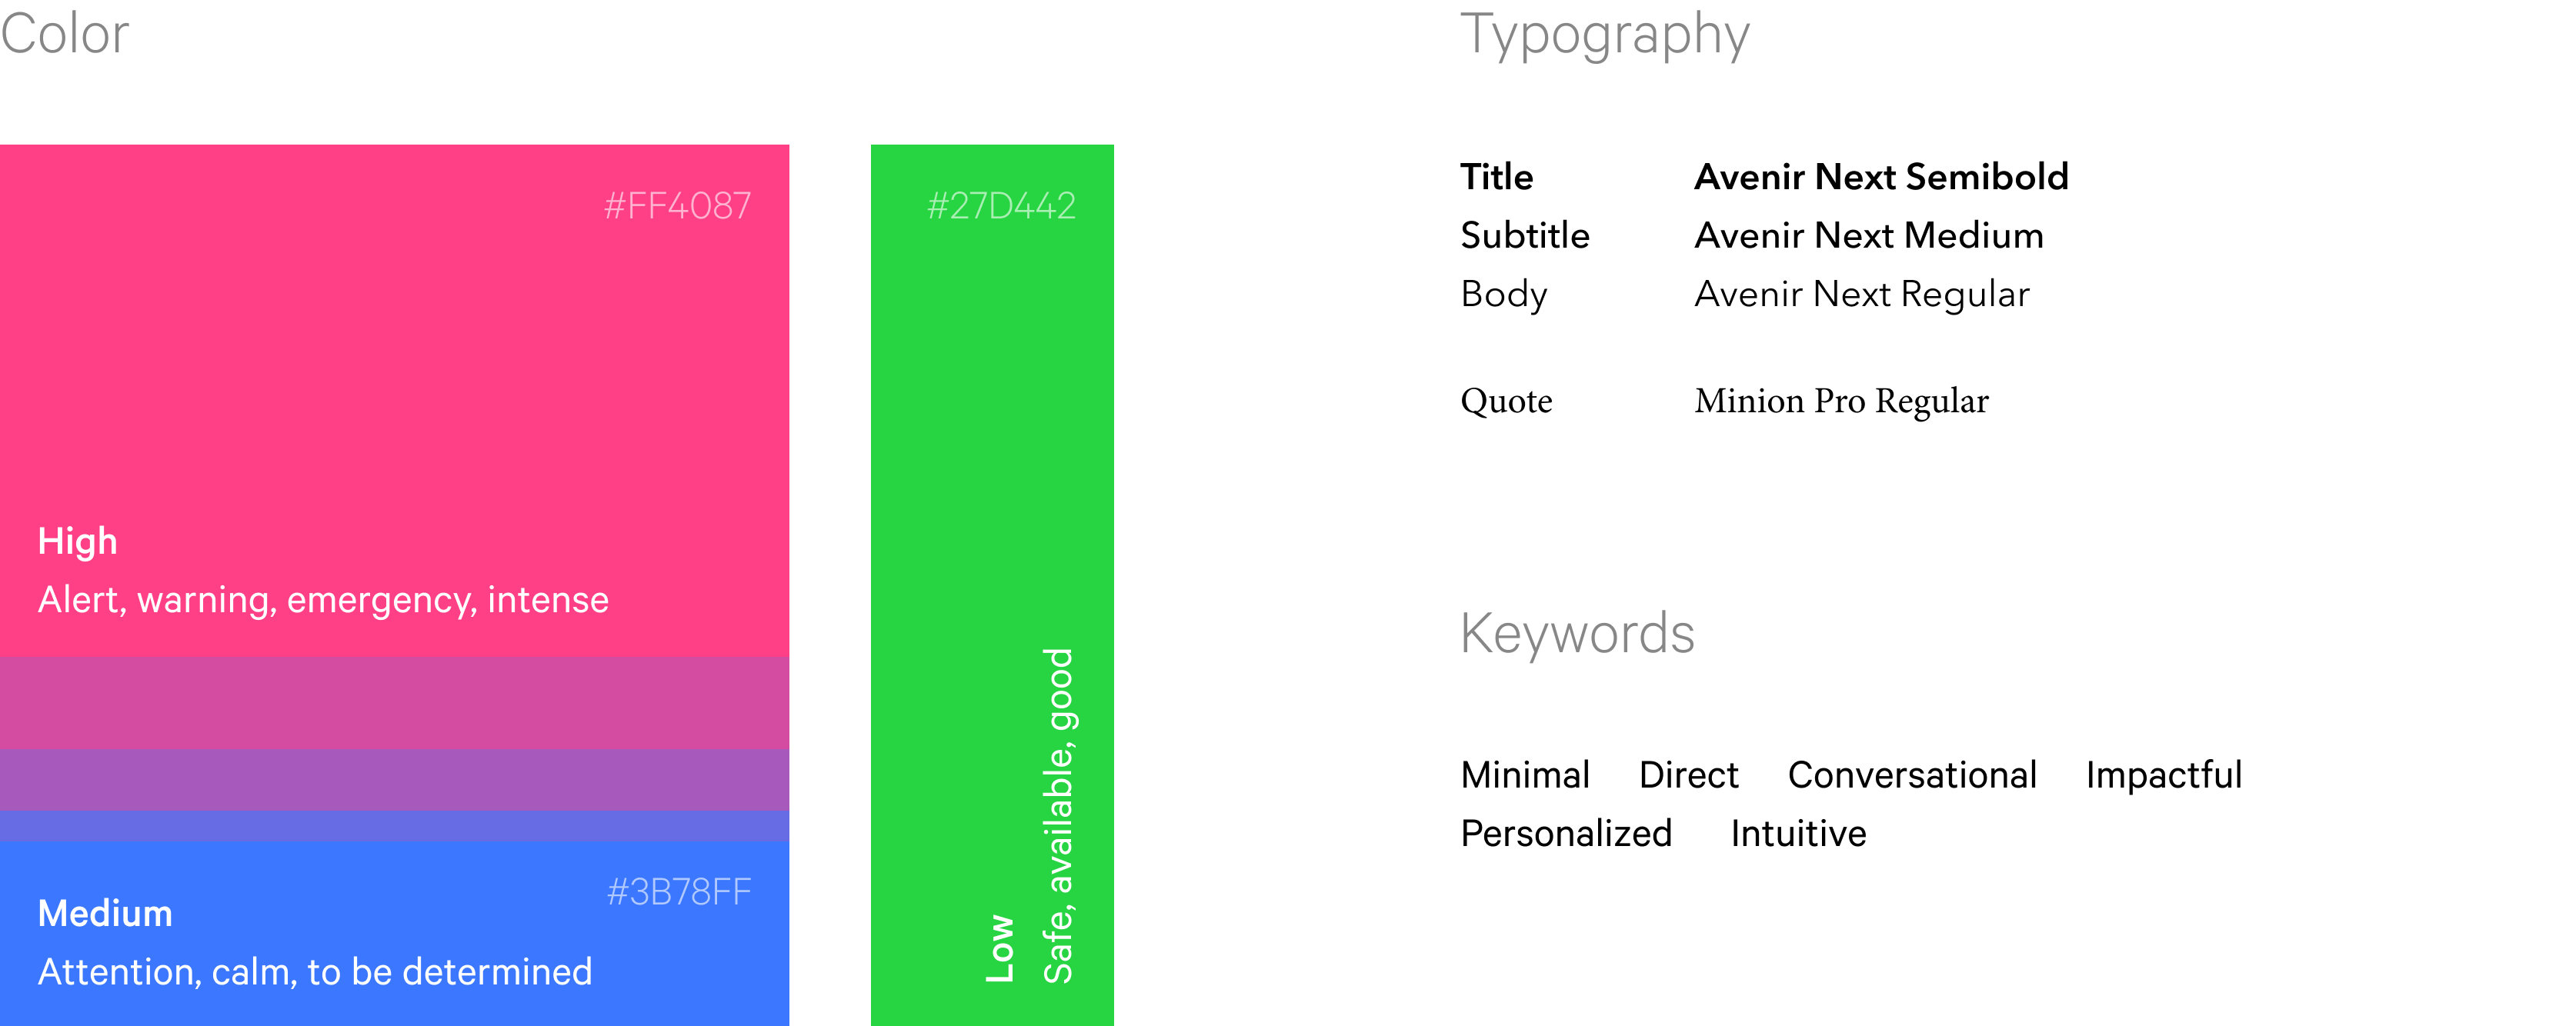 Color
#FF4087
High
Alert, warning, emergency, intense
#3B78FF
Medium
Attention, calm, to be determined
#27D442
Low
Safe, available, good
Typography
Title Avenir Next Semibold
Subtitle Avenir Next Medium
Body Avenir Next Regular
Quote Minion Pro Regular
Keywords
Minimal Direct Conversational Impactful
Personalized Intuitive